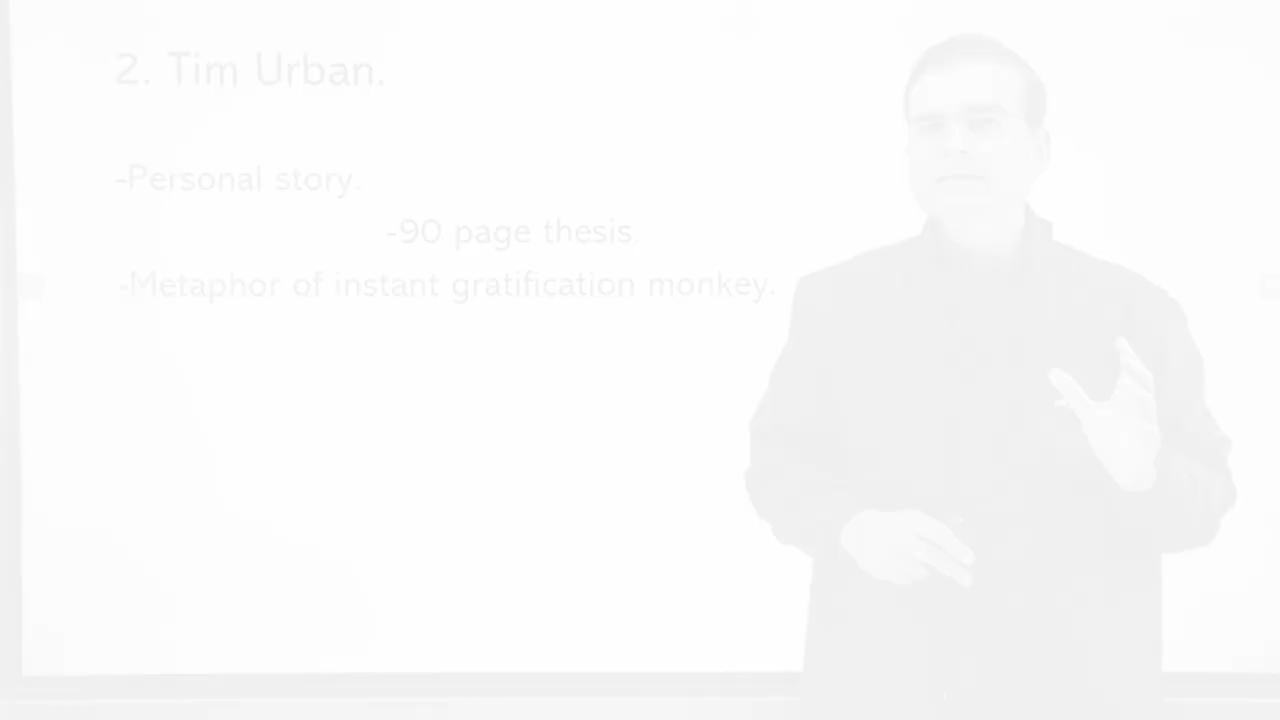 2. Tim Urban.
-Personal story.
-90 page thesis.
-Metaphor of instant gratification monkey.